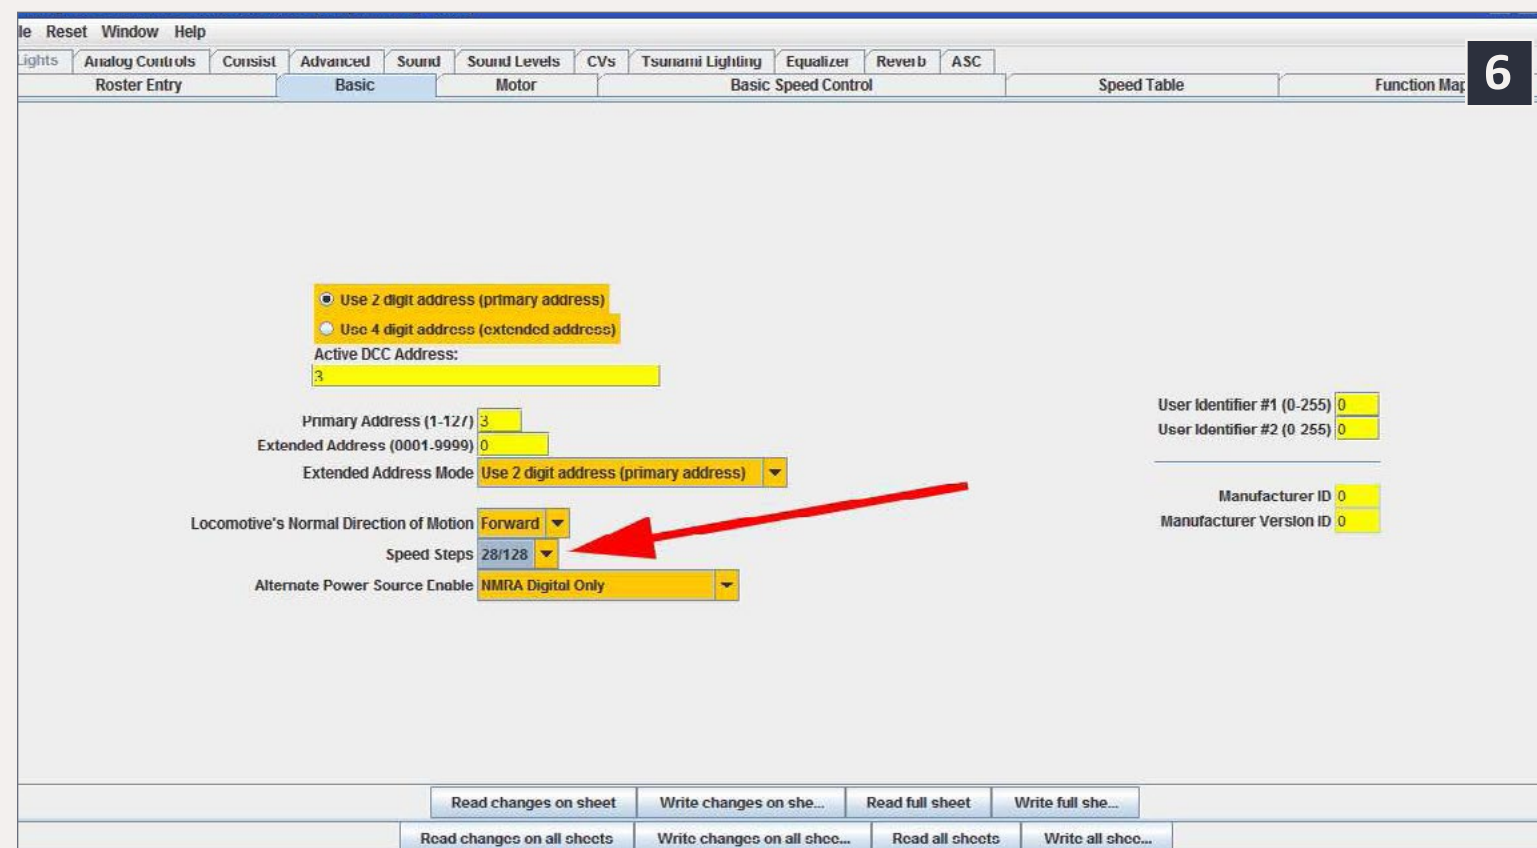 le Reset Window Help
Lights Analog Controls Consist Advanced Sound Sound Levels CVs Tsunami Lighting Equalizer Reverb ASC
6
Roster Entry Basic Motor Basic Speed Control Speed Table Function Map
Use 2 digit address (primary address)
Use 4 digit address (extended address)
Active DCC Address:
3
Primary Address (1-127) 3
Extended Address (0001-9999) 0
Extended Address Mode Use 2 digit address (primary address)
Locomotive's Normal Direction of Motion Forward
Speed Steps 28/128
Alternate Power Source Enable NMRA Digital Only
User Identifier #1 (0-255) 0
User Identifier #2 (0-255) 0
Manufacturer ID 0
Manufacturer Version ID 0
Read changes on sheet Write changes on she... Read full sheet Write full she...
Read changes on all sheets Write changes on all shee... Read all sheets Write all shee...